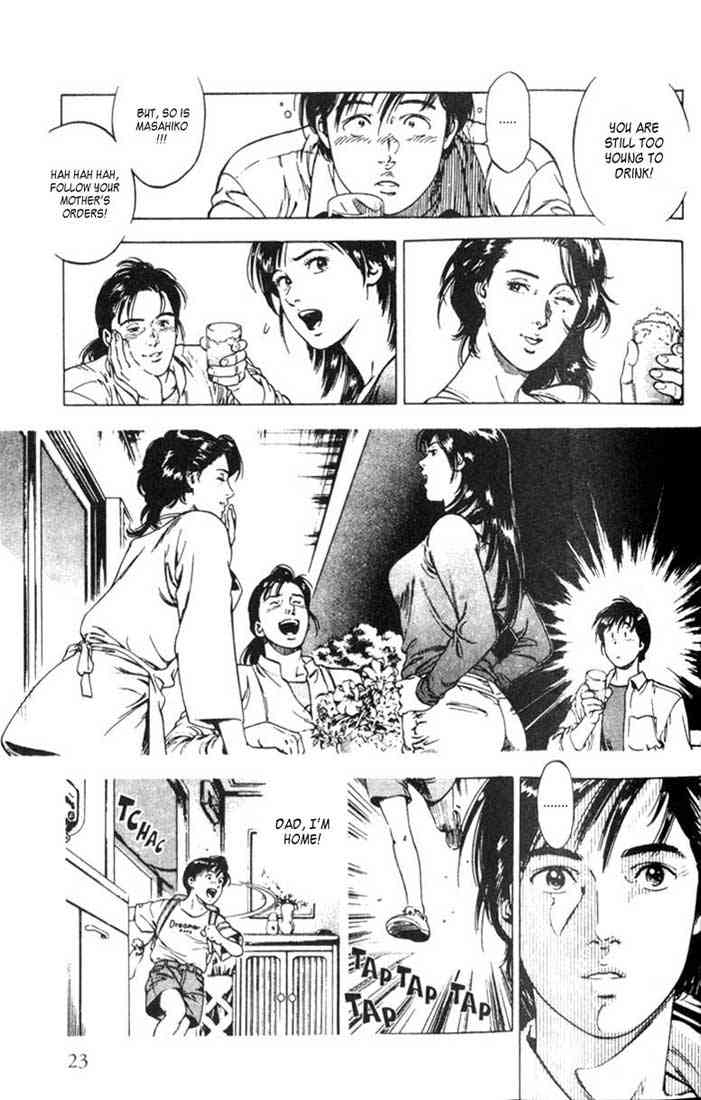 YOU ARE
STILL TOO
YOUNG TO
DRINK!
......
BUT, SO IS
MASAHIKO
!!!
HAH HAH HAH,
FOLLOW YOUR
MOTHER'S
ORDERS!
.......
TAP TAP TAP TAP
TAP
DAD, I'M
HOME!
TCHAC
23